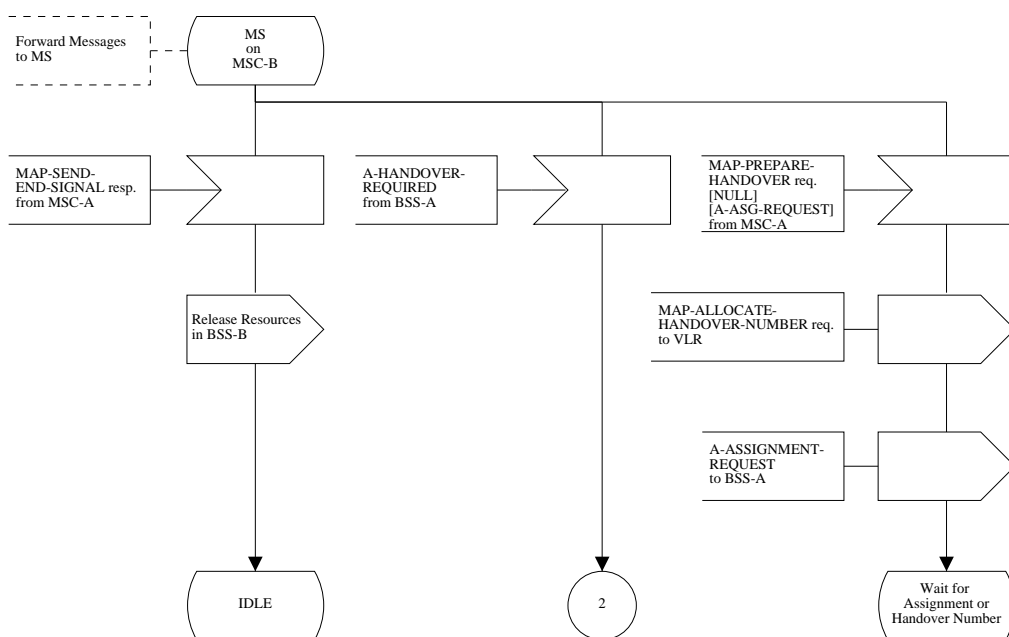 Forward Messages
to MS
MS
on
MSC-B
MAP-SEND-
END-SIGNAL resp.
from MSC-A
A-HANDOVER-
REQUIRED
from BSS-A
MAP-PREPARE-
HANDOVER req.
[NULL]
[A-ASG-REQUEST]
from MSC-A
Release Resources
in BSS-B
MAP-ALLOCATE-
HANDOVER-NUMBER req.
to VLR
A-ASSIGNMENT-
REQUEST
to BSS-A
IDLE
2
Wait for
Assignment or
Handover Number